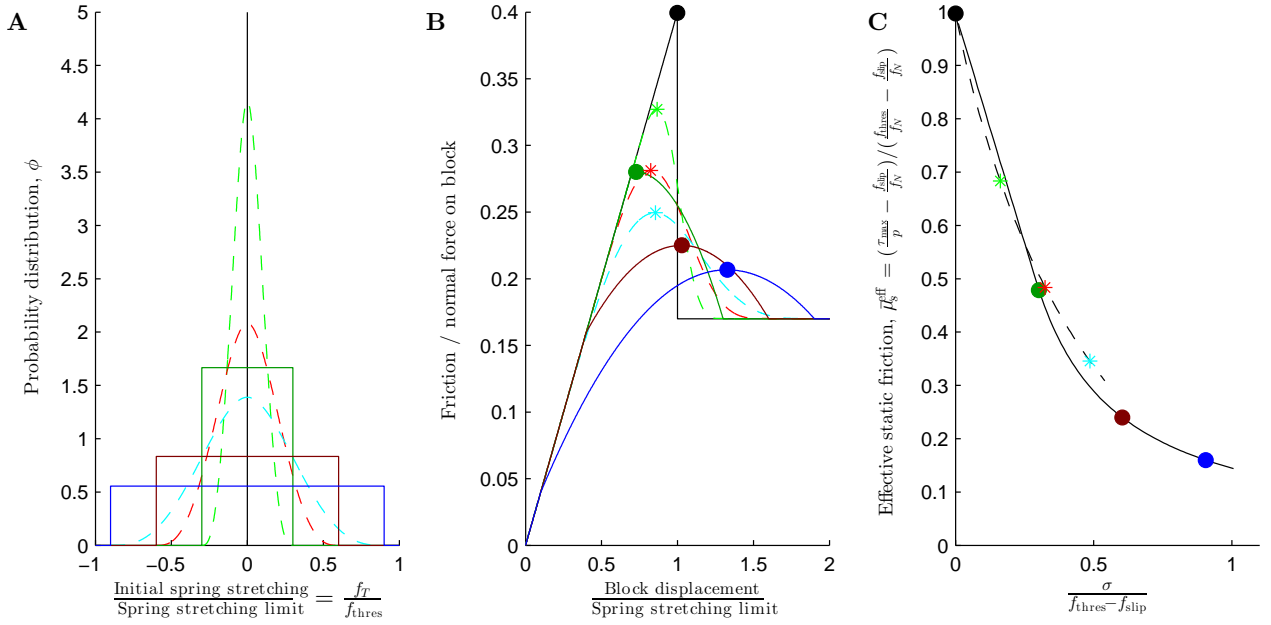 A
Probability distribution, ϕ
5
4.5
4
3.5
3
2.5
2
1.5
1
0.5
0
−1 −0.5 0 0.5 1
Initial spring stretching / Spring stretching limit = f_T / f_thres
B
Friction / normal force on block
0.4
0.35
0.3
0.25
0.2
0.15
0.1
0.05
0
0 0.5 1 1.5 2
Block displacement / Spring stretching limit
C
Effective static friction, μ̅_s^eff = (τ_max / p − f_slip / f_N)/(f_thres / f_N − f_slip / f_N)
1
0.9
0.8
0.7
0.6
0.5
0.4
0.3
0.2
0.1
0
0 0.5 1
σ / f_thres−f_slip